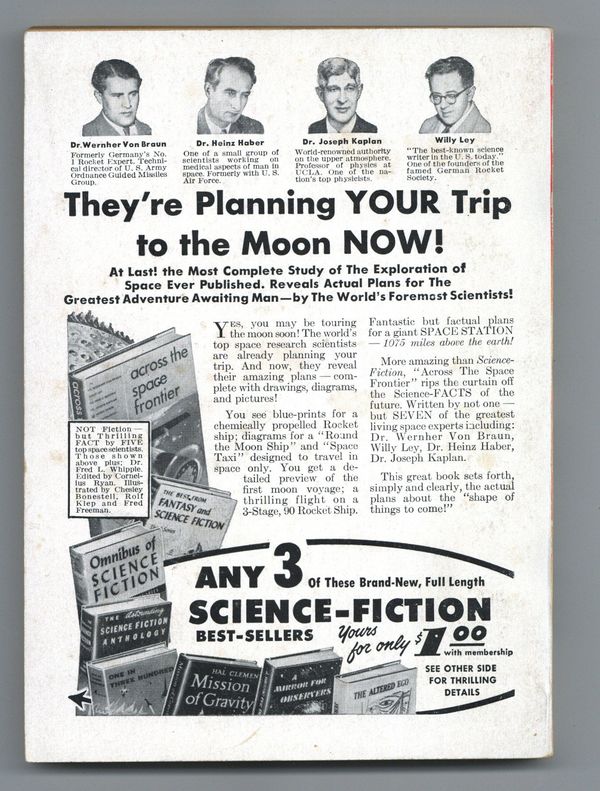 Dr. Wernher Von Braun
Formerly Germany's No.
1 Rocket Expert. Techni-
cal director of U. S. Army
Ordnance Guided Missiles
Group.
Dr. Heinz Haber
One of a small group of
scientists working on
medical aspects of man in
space. Formerly with U. S.
Air Force.
Dr. Joseph Kaplan
World-renowned authority
on the upper atmosphere.
Professor of physics at
UCLA. One of the na-
tion's top physicists.
Willy Ley
"The best-known science
writer in the U. S. today."
One of the founders of the
famed German Rocket
Society.
They're Planning YOUR Trip
to the Moon NOW!
At Last! the Most Complete Study of The Exploration of
Space Ever Published. Reveals Actual Plans for The
Greatest Adventure Awaiting Man—by The World's Foremost Scientists!
across the
space
frontier
across
NOT Fiction—
but Thrilling
FACT by FIVE
top space scientists.
Those shown
above plus: Dr.
Fred L. Whipple.
Edited by Cornel-
ius Ryan. Illus-
trated by Chesley
Bonestell, Rolf
Klep and Fred
Freeman.
YES, you may be touring
the moon soon! The world's
top space research scientists
are already planning your
trip. And now, they reveal
their amazing plans — com-
plete with drawings, diagrams,
and pictures!
You see blue-prints for a
chemically propelled Rocket
ship; diagrams for a "Round
the Moon Ship" and "Space
Taxi" designed to travel in
space only. You get a de-
tailed preview of the
first moon voyage; a
thrilling flight on a
3-Stage, 90 Rocket Ship.
Fantastic but factual plans
for a giant SPACE STATION
— 1075 miles above the earth!
More amazing than Science-
Fiction, "Across The Space
Frontier" rips the curtain off
the Science-FACTS of the
future. Written by not one —
but SEVEN of the greatest
living space experts including:
Dr. Wernher Von Braun,
Willy Ley, Dr. Heinz Haber,
Dr. Joseph Kaplan.
This great book sets forth,
simply and clearly, the actual
plans about the "shape of
things to come!"
THE BEST FROM
FANTASY and
SCIENCE FICTION
Omnibus of
SCIENCE
FICTION
THE Astounding
SCIENCE FICTION
ANTHOLOGY
ONE IN
THREE HUNDRED
HAL CLEMENT
Mission
of Gravity
A
MIRROR FOR
OBSERVERS
THE ALTERED EGO
ANY 3 Of These Brand-New, Full Length
SCIENCE-FICTION
BEST-SELLERS
Yours
for only $1.00
with membership
SEE OTHER SIDE
FOR THRILLING
DETAILS